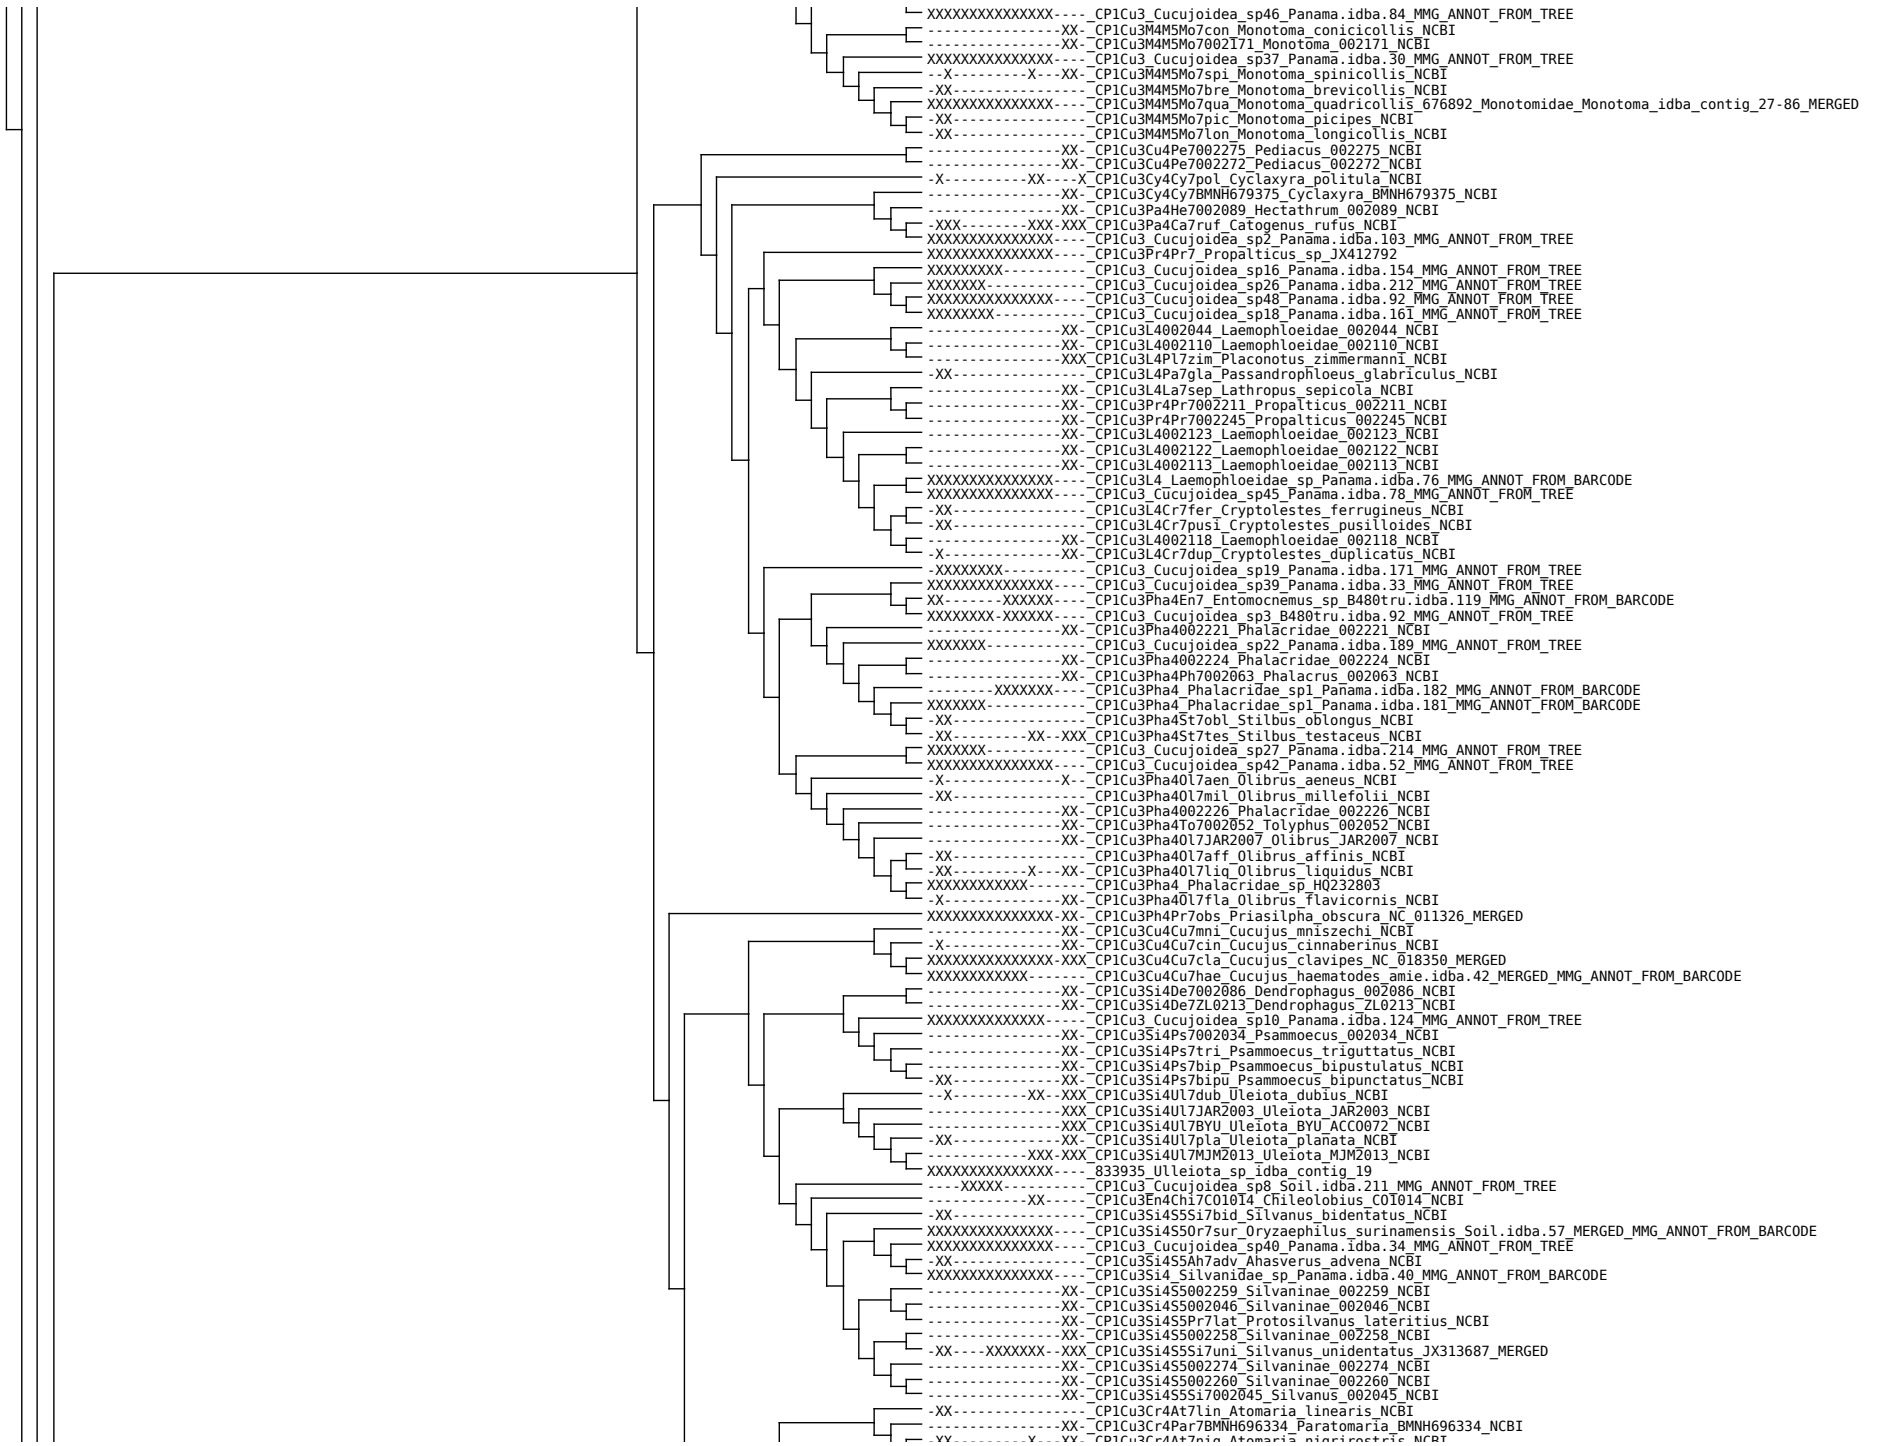 XXXXXXXXXXXXXXX----_CP1Cu3_Cucujoidea_sp46_Panama.idba.84_MMG_ANNOT_FROM_TREE
----------------XX-_CP1Cu3M4M5Mo7con_Monotoma_conicicollis_NCBI
----------------XX-_CP1Cu3M4M5Mo7002171_Monotoma_002171_NCBI
XXXXXXXXXXXXXXX----_CP1Cu3_Cucujoidea_sp37_Panama.idba.30_MMG_ANNOT_FROM_TREE
--X---------X---XX-_CP1Cu3M4M5Mo7spi_Monotoma_spinicollis_NCBI
-XX----------------_CP1Cu3M4M5Mo7bre_Monotoma_brevicollis_NCBI
XXXXXXXXXXXXXXX----_CP1Cu3M4M5Mo7qua_Monotoma_quadricollis_676892_Monotomidae_Monotoma_idba_contig_27-86_MERGED
-XX----------------_CP1Cu3M4M5Mo7pic_Monotoma_picipes_NCBI
-XX----------------_CP1Cu3M4M5Mo7lon_Monotoma_longicollis_NCBI
----------------XX-_CP1Cu3Cu4Pe7002275_Pediacus_002275_NCBI
----------------XX-_CP1Cu3Cu4Pe7002272_Pediacus_002272_NCBI
-X----------XX----X_CP1Cu3Cy4Cy7pol_Cyclaxyra_politula_NCBI
----------------XX-_CP1Cu3Cy4Cy7BMNH679375_Cyclaxyra_BMNH679375_NCBI
----------------XX-_CP1Cu3Pa4He7002089_Hectathrum_002089_NCBI
-XXX--------XXX-XXX_CP1Cu3Pa4Ca7ruf_Catogenus_rufus_NCBI
XXXXXXXXXXXXXXX----_CP1Cu3_Cucujoidea_sp2_Panama.idba.103_MMG_ANNOT_FROM_TREE
XXXXXXXXXXXXXXX----_CP1Cu3Pr4Pr7_Propalticus_sp_JX412792
XXXXXXXXX----------_CP1Cu3_Cucujoidea_sp16_Panama.idba.154_MMG_ANNOT_FROM_TREE
XXXXXXX------------_CP1Cu3_Cucujoidea_sp26_Panama.idba.212_MMG_ANNOT_FROM_TREE
XXXXXXXXXXXXXXX----_CP1Cu3_Cucujoidea_sp48_Panama.idba.92_MMG_ANNOT_FROM_TREE
XXXXXXXX-----------_CP1Cu3_Cucujoidea_sp18_Panama.idba.161_MMG_ANNOT_FROM_TREE
----------------XX-_CP1Cu3L4002044_Laemophloeidae_002044_NCBI
----------------XX-_CP1Cu3L4002110_Laemophloeidae_002110_NCBI
----------------XXX_CP1Cu3L4Pl7zim_Placonotus_zimmermanni_NCBI
-XX----------------_CP1Cu3L4Pa7gla_Passandrophloeus_glabriculus_NCBI
----------------XX-_CP1Cu3L4La7sep_Lathropus_sepicola_NCBI
----------------XX-_CP1Cu3Pr4Pr7002211_Propalticus_002211_NCBI
----------------XX-_CP1Cu3Pr4Pr7002245_Propalticus_002245_NCBI
----------------XX-_CP1Cu3L4002123_Laemophloeidae_002123_NCBI
----------------XX-_CP1Cu3L4002122_Laemophloeidae_002122_NCBI
----------------XX-_CP1Cu3L4002113_Laemophloeidae_002113_NCBI
XXXXXXXXXXXXXXX----_CP1Cu3L4_Laemophloeidae_sp_Panama.idba.76_MMG_ANNOT_FROM_BARCODE
XXXXXXXXXXXXXXX----_CP1Cu3_Cucujoidea_sp45_Panama.idba.78_MMG_ANNOT_FROM_TREE
-XX----------------_CP1Cu3L4Cr7fer_Cryptolestes_ferrugineus_NCBI
-XX----------------_CP1Cu3L4Cr7pusi_Cryptolestes_pusilloides_NCBI
----------------XX-_CP1Cu3L4002118_Laemophloeidae_002118_NCBI
-X--------------XX-_CP1Cu3L4Cr7dup_Cryptolestes_duplicatus_NCBI
-XXXXXXXX----------_CP1Cu3_Cucujoidea_sp19_Panama.idba.171_MMG_ANNOT_FROM_TREE
XXXXXXXXXXXXXXX----_CP1Cu3_Cucujoidea_sp39_Panama.idba.33_MMG_ANNOT_FROM_TREE
XX-------XXXXXX----_CP1Cu3Pha4En7_Entomocnemus_sp_B480tru.idba.119_MMG_ANNOT_FROM_BARCODE
XXXXXXXX-XXXXXX----_CP1Cu3_Cucujoidea_sp3_B480tru.idba.92_MMG_ANNOT_FROM_TREE
----------------XX-_CP1Cu3Pha4002221_Phalacridae_002221_NCBI
XXXXXXX------------_CP1Cu3_Cucujoidea_sp22_Panama.idba.189_MMG_ANNOT_FROM_TREE
----------------XX-_CP1Cu3Pha4002224_Phalacridae_002224_NCBI
----------------XX-_CP1Cu3Pha4Ph7002063_Phalacrus_002063_NCBI
--------XXXXXXX----_CP1Cu3Pha4_Phalacridae_sp1_Panama.idba.182_MMG_ANNOT_FROM_BARCODE
XXXXXXX------------_CP1Cu3Pha4_Phalacridae_sp1_Panama.idba.181_MMG_ANNOT_FROM_BARCODE
-XX----------------_CP1Cu3Pha4St7obl_Stilbus_oblongus_NCBI
-XX---------XX--XXX_CP1Cu3Pha4St7tes_Stilbus_testaceus_NCBI
XXXXXXX------------_CP1Cu3_Cucujoidea_sp27_Panama.idba.214_MMG_ANNOT_FROM_TREE
XXXXXXXXXXXXXXX----_CP1Cu3_Cucujoidea_sp42_Panama.idba.52_MMG_ANNOT_FROM_TREE
-X--------------X--_CP1Cu3Pha4Ol7aen_Olibrus_aeneus_NCBI
-XX----------------_CP1Cu3Pha4Ol7mil_Olibrus_millefolii_NCBI
----------------XX-_CP1Cu3Pha4002226_Phalacridae_002226_NCBI
----------------XX-_CP1Cu3Pha4To7002052_Tolyphus_002052_NCBI
----------------XX-_CP1Cu3Pha4Ol7JAR2007_Olibrus_JAR2007_NCBI
-XX----------------_CP1Cu3Pha4Ol7aff_Olibrus_affinis_NCBI
-XX---------X---XX-_CP1Cu3Pha4Ol7liq_Olibrus_liquidus_NCBI
XXXXXXXXXXXX-------_CP1Cu3Pha4_Phalacridae_sp_HQ232803
-X--------------XX-_CP1Cu3Pha4Ol7fla_Olibrus_flavicornis_NCBI
XXXXXXXXXXXXXXX-XX-_CP1Cu3Ph4Pr7obs_Priasilpha_obscura_NC_011326_MERGED
----------------XX-_CP1Cu3Cu4Cu7mni_Cucujus_mniszechi_NCBI
-X--------------XX-_CP1Cu3Cu4Cu7cin_Cucujus_cinnaberinus_NCBI
XXXXXXXXXXXXXXX-XXX_CP1Cu3Cu4Cu7cla_Cucujus_clavipes_NC_018350_MERGED
XXXXXXXXXXXX-------_CP1Cu3Cu4Cu7hae_Cucujus_haematodes_amie.idba.42_MERGED_MMG_ANNOT_FROM_BARCODE
----------------XX-_CP1Cu3Si4De7002086_Dendrophagus_002086_NCBI
----------------XX-_CP1Cu3Si4De7ZL0213_Dendrophagus_ZL0213_NCBI
XXXXXXXXXXXXXX-----_CP1Cu3_Cucujoidea_sp10_Panama.idba.124_MMG_ANNOT_FROM_TREE
----------------XX-_CP1Cu3Si4Ps7002034_Psammoecus_002034_NCBI
----------------XX-_CP1Cu3Si4Ps7tri_Psammoecus_triguttatus_NCBI
----------------XX-_CP1Cu3Si4Ps7bip_Psammoecus_bipustulatus_NCBI
-XX-------------XX-_CP1Cu3Si4Ps7bipu_Psammoecus_bipunctatus_NCBI
--X---------XX--XXX_CP1Cu3Si4Ul7dub_Uleiota_dubius_NCBI
----------------XXX_CP1Cu3Si4Ul7JAR2003_Uleiota_JAR2003_NCBI
----------------XXX_CP1Cu3Si4Ul7BYU_Uleiota_BYU_ACCO072_NCBI
-XX-------------XX-_CP1Cu3Si4Ul7pla_Uleiota_planata_NCBI
------------XXX-XXX_CP1Cu3Si4Ul7MJM2013_Uleiota_MJM2013_NCBI
XXXXXXXXXXXXXXX----_833935_Ulleiota_sp_idba_contig_19
----XXXXX----------_CP1Cu3_Cucujoidea_sp8_Soil.idba.211_MMG_ANNOT_FROM_TREE
------------XX-----_CP1Cu3En4Chi7CO1014_Chileolobius_CO1014_NCBI
-XX----------------_CP1Cu3Si4S5Si7bid_Silvanus_bidentatus_NCBI
XXXXXXXXXXXXXXX----_CP1Cu3Si4S5Or7sur_Oryzaephilus_surinamensis_Soil.idba.57_MERGED_MMG_ANNOT_FROM_BARCODE
XXXXXXXXXXXXXXX----_CP1Cu3_Cucujoidea_sp40_Panama.idba.34_MMG_ANNOT_FROM_TREE
-XX----------------_CP1Cu3Si4S5Ah7adv_Ahasverus_advena_NCBI
XXXXXXXXXXXXXXX----_CP1Cu3Si4_Silvanidae_sp_Panama.idba.40_MMG_ANNOT_FROM_BARCODE
----------------XX-_CP1Cu3Si4S5002259_Silvaninae_002259_NCBI
----------------XX-_CP1Cu3Si4S5002046_Silvaninae_002046_NCBI
----------------XX-_CP1Cu3Si4S5Pr7lat_Protosilvanus_lateritius_NCBI
----------------XX-_CP1Cu3Si4S5002258_Silvaninae_002258_NCBI
-XX----XXXXXXX--XXX_CP1Cu3Si4S5Si7uni_Silvanus_unidentatus_JX313687_MERGED
----------------XX-_CP1Cu3Si4S5002274_Silvaninae_002274_NCBI
----------------XX-_CP1Cu3Si4S5002260_Silvaninae_002260_NCBI
----------------XX-_CP1Cu3Si4S5Si7002045_Silvanus_002045_NCBI
-XX----------------_CP1Cu3Cr4At7lin_Atomaria_linearis_NCBI
----------------XX-_CP1Cu3Cr4Par7BMNH696334_Paratomaria_BMNH696334_NCBI
-XX---------X---XX-_CP1Cu3Cr4At7nig_Atomaria_nigrirostris_NCBI